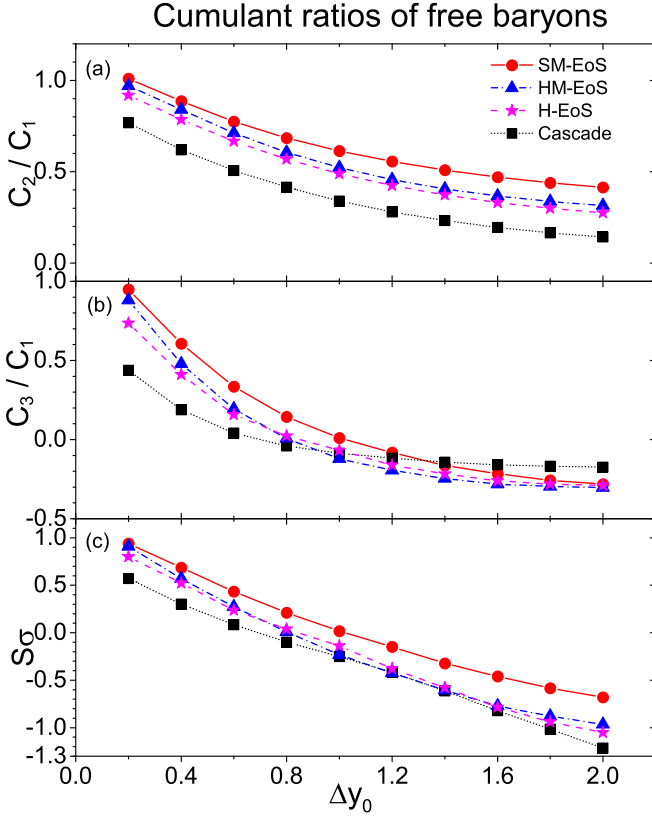 Cumulant ratios of free baryons
(a)
SM-EoS
HM-EoS
H-EoS
Cascade
1.0
0.5
0.0
C₂ / C₁
(b)
1.0
0.5
0.0
-0.5
C₃ / C₁
(c)
1.0
0.5
0.0
-0.5
-1.0
-1.3
Sσ
0.0 0.4 0.8 1.2 1.6 2.0
Δy₀